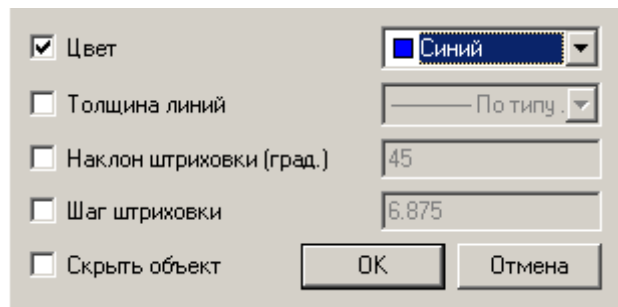 Цвет Синий
Толщина линий По типу .
Наклон штриховки (град.) 45
Шаг штриховки 6.875
Скрыть объект OK Отмена